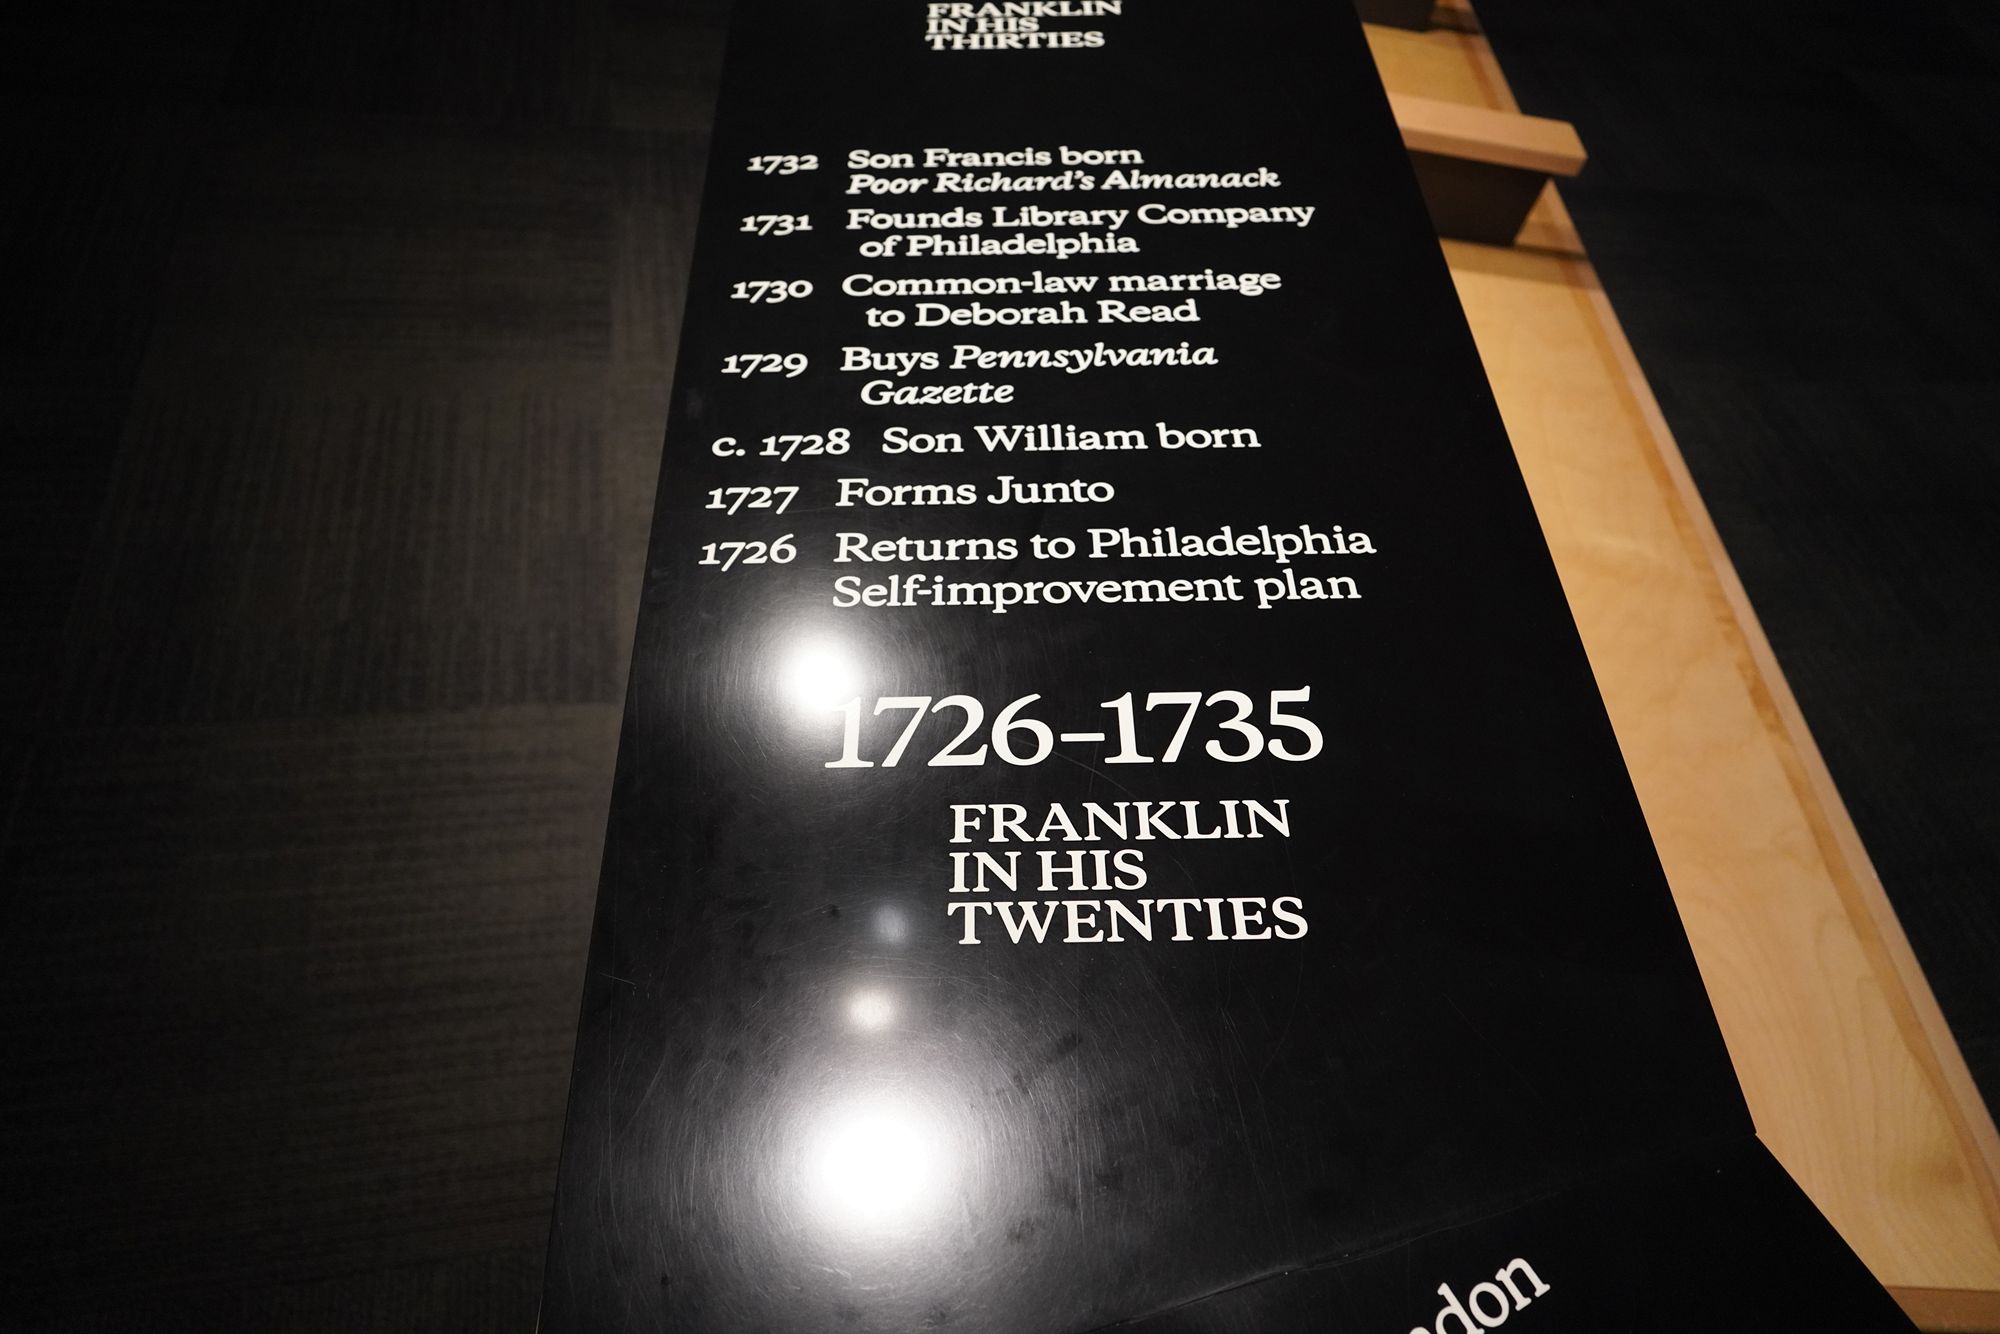 FRANKLIN
IN HIS
THIRTIES
1732 Son Francis born
Poor Richard's Almanack
1731 Founds Library Company
of Philadelphia
1730 Common-law marriage
to Deborah Read
1729 Buys Pennsylvania
Gazette
c. 1728 Son William born
1727 Forms Junto
1726 Returns to Philadelphia
Self-improvement plan
1726–1735
FRANKLIN
IN HIS
TWENTIES